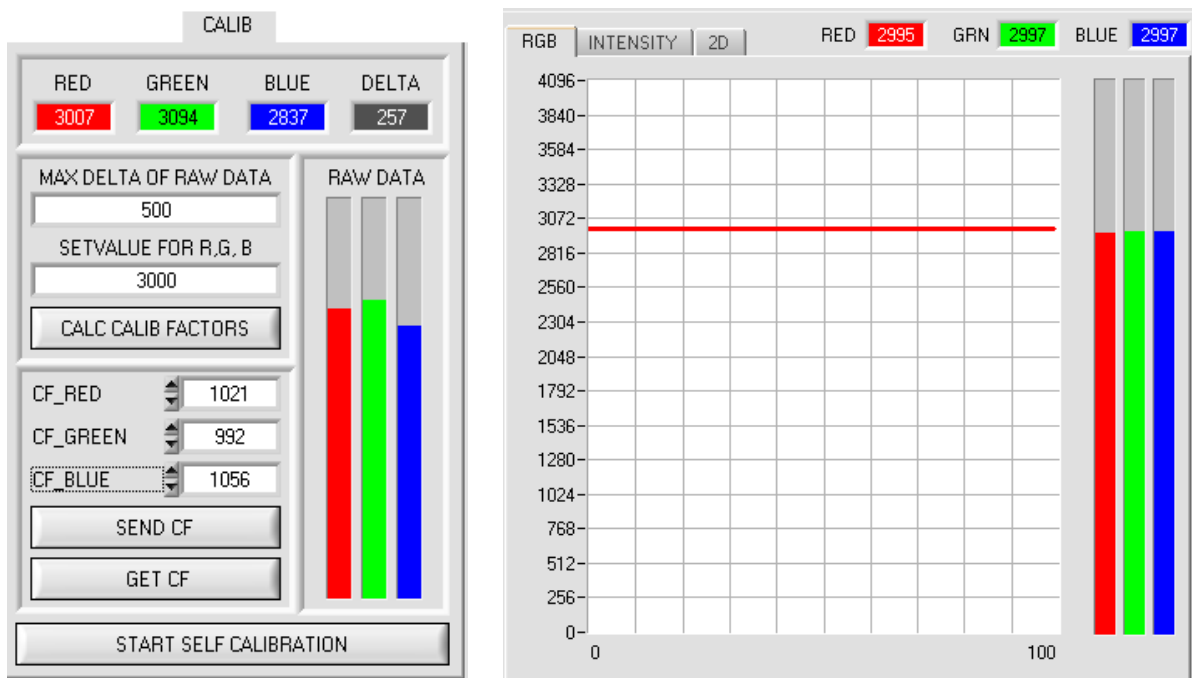 CALIB
RED GREEN BLUE DELTA
3007 3094 2837 257
MAX DELTA OF RAW DATA
500
SETVALUE FOR R,G, B
3000
CALC CALIB FACTORS
RAW DATA
CF_RED 1021
CF_GREEN 992
CF_BLUE 1056
SEND CF
GET CF
START SELF CALIBRATION
RGB INTENSITY 2D RED 2995 GRN 2997 BLUE 2997
4096-
3840-
3584-
3328-
3072-
2816-
2560-
2304-
2048-
1792-
1536-
1280-
1024-
768-
512-
256-
0-
0 100